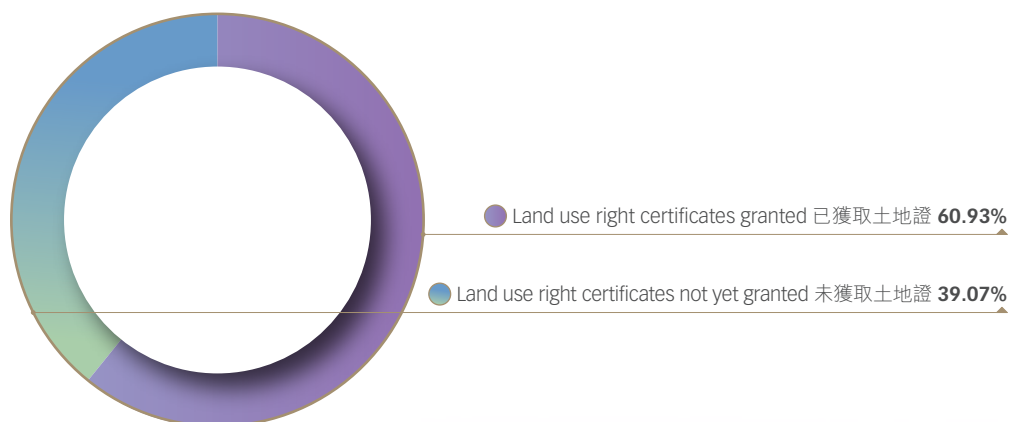 Land use right certificates granted 已獲取土地證 60.93%
Land use right certificates not yet granted 未獲取土地證 39.07%